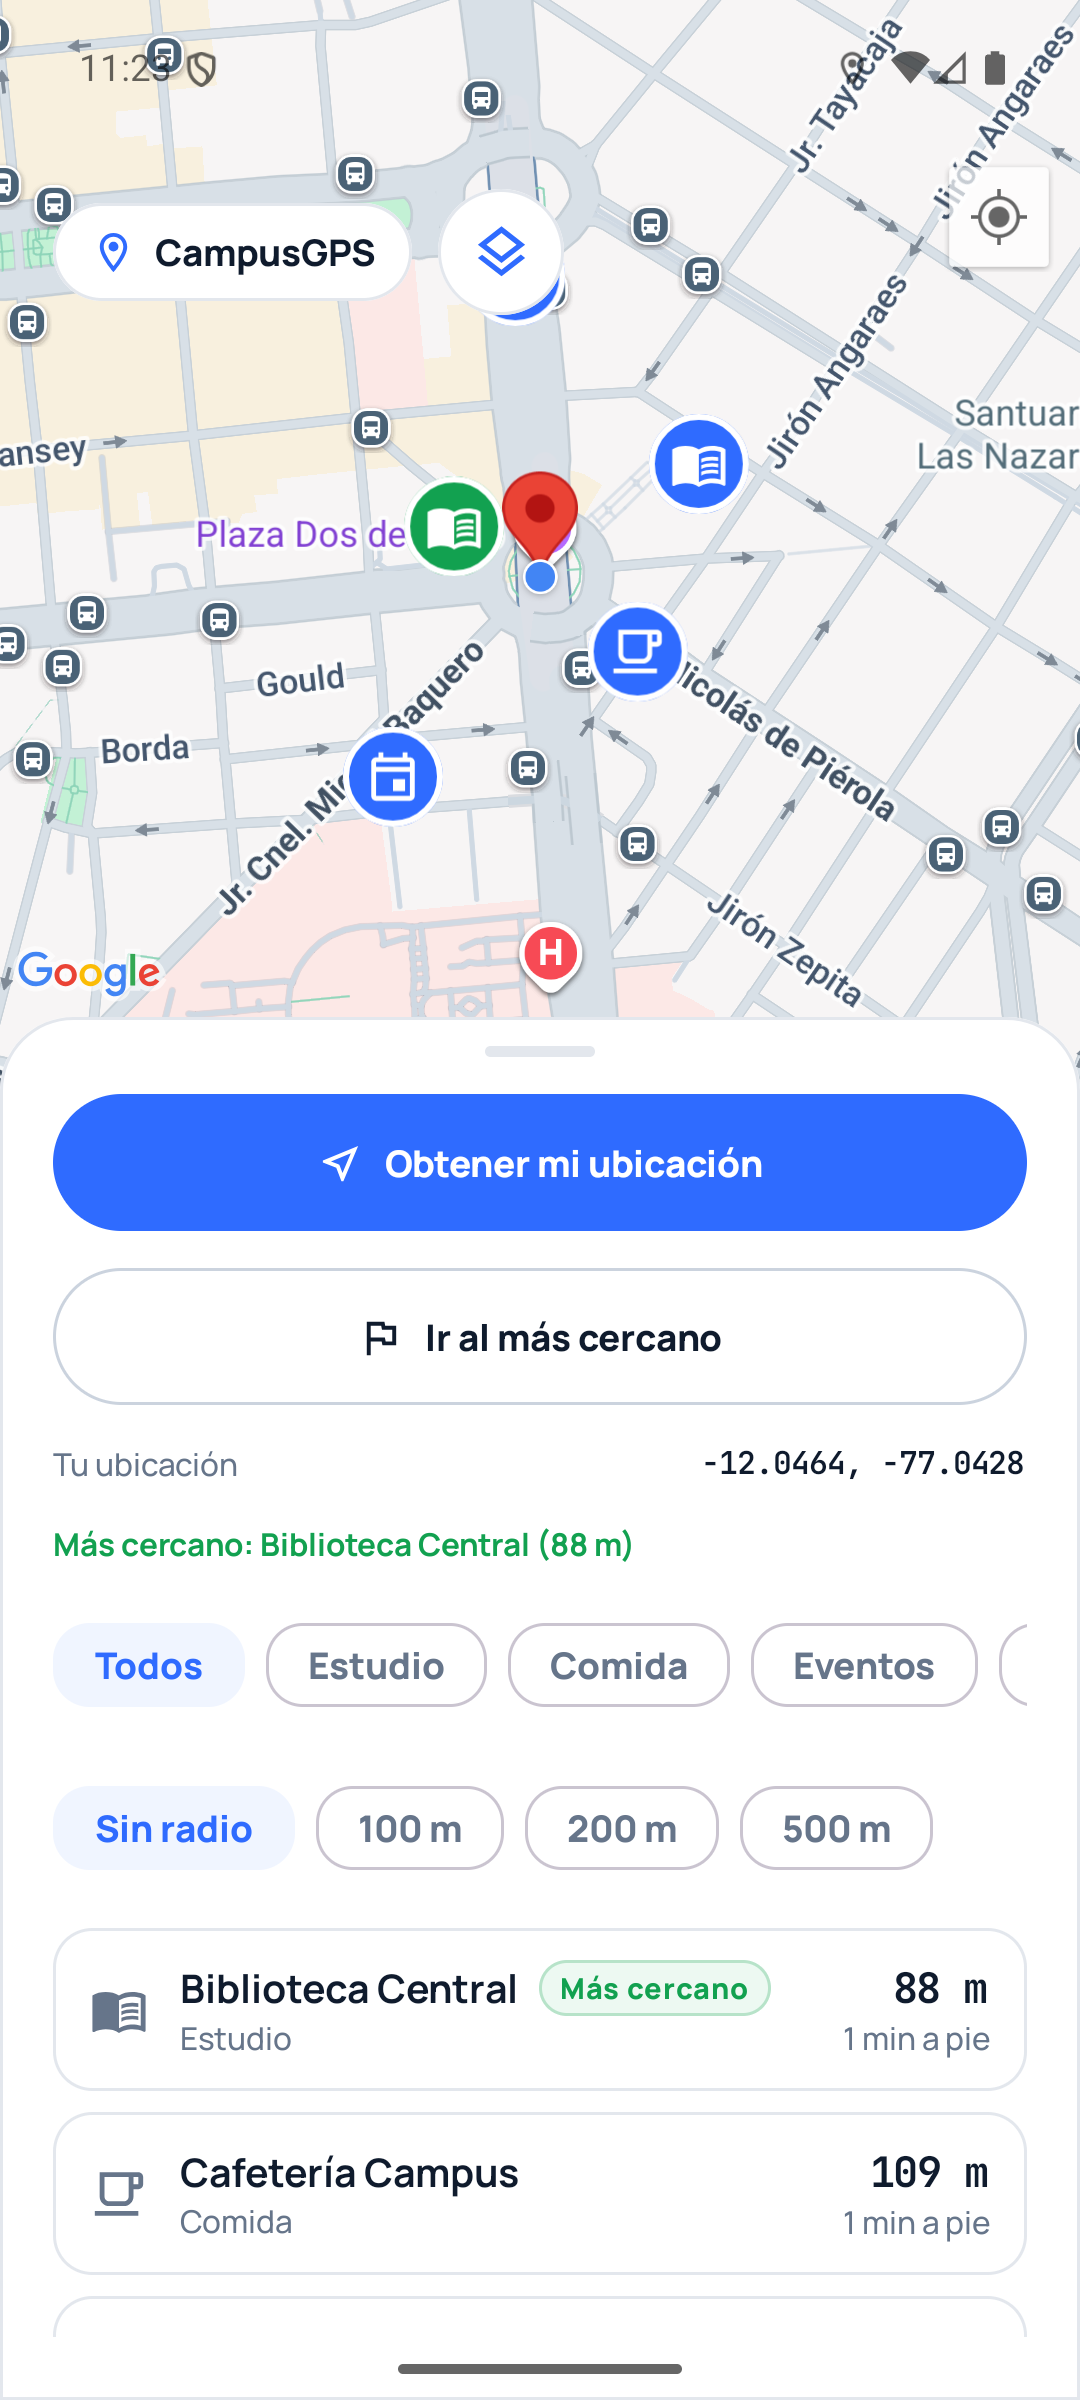 11:23
Jr. Tayacaja
Jirón Angaraes
CampusGPS
Jirón Angaraes
Santuar
Las Nazar
ansey
Plaza Dos de
Gould
Baquero
Borda
Jr. Cnel. Mi
icolás de Piérola
Jirón Zepita
H
Google
Obtener mi ubicación
Ir al más cercano
Tu ubicación
-12.0464, -77.0428
Más cercano: Biblioteca Central (88 m)
Todos
Estudio
Comida
Eventos
Sin radio
100 m
200 m
500 m
Biblioteca Central
Más cercano
88 m
Estudio
1 min a pie
Cafetería Campus
109 m
Comida
1 min a pie